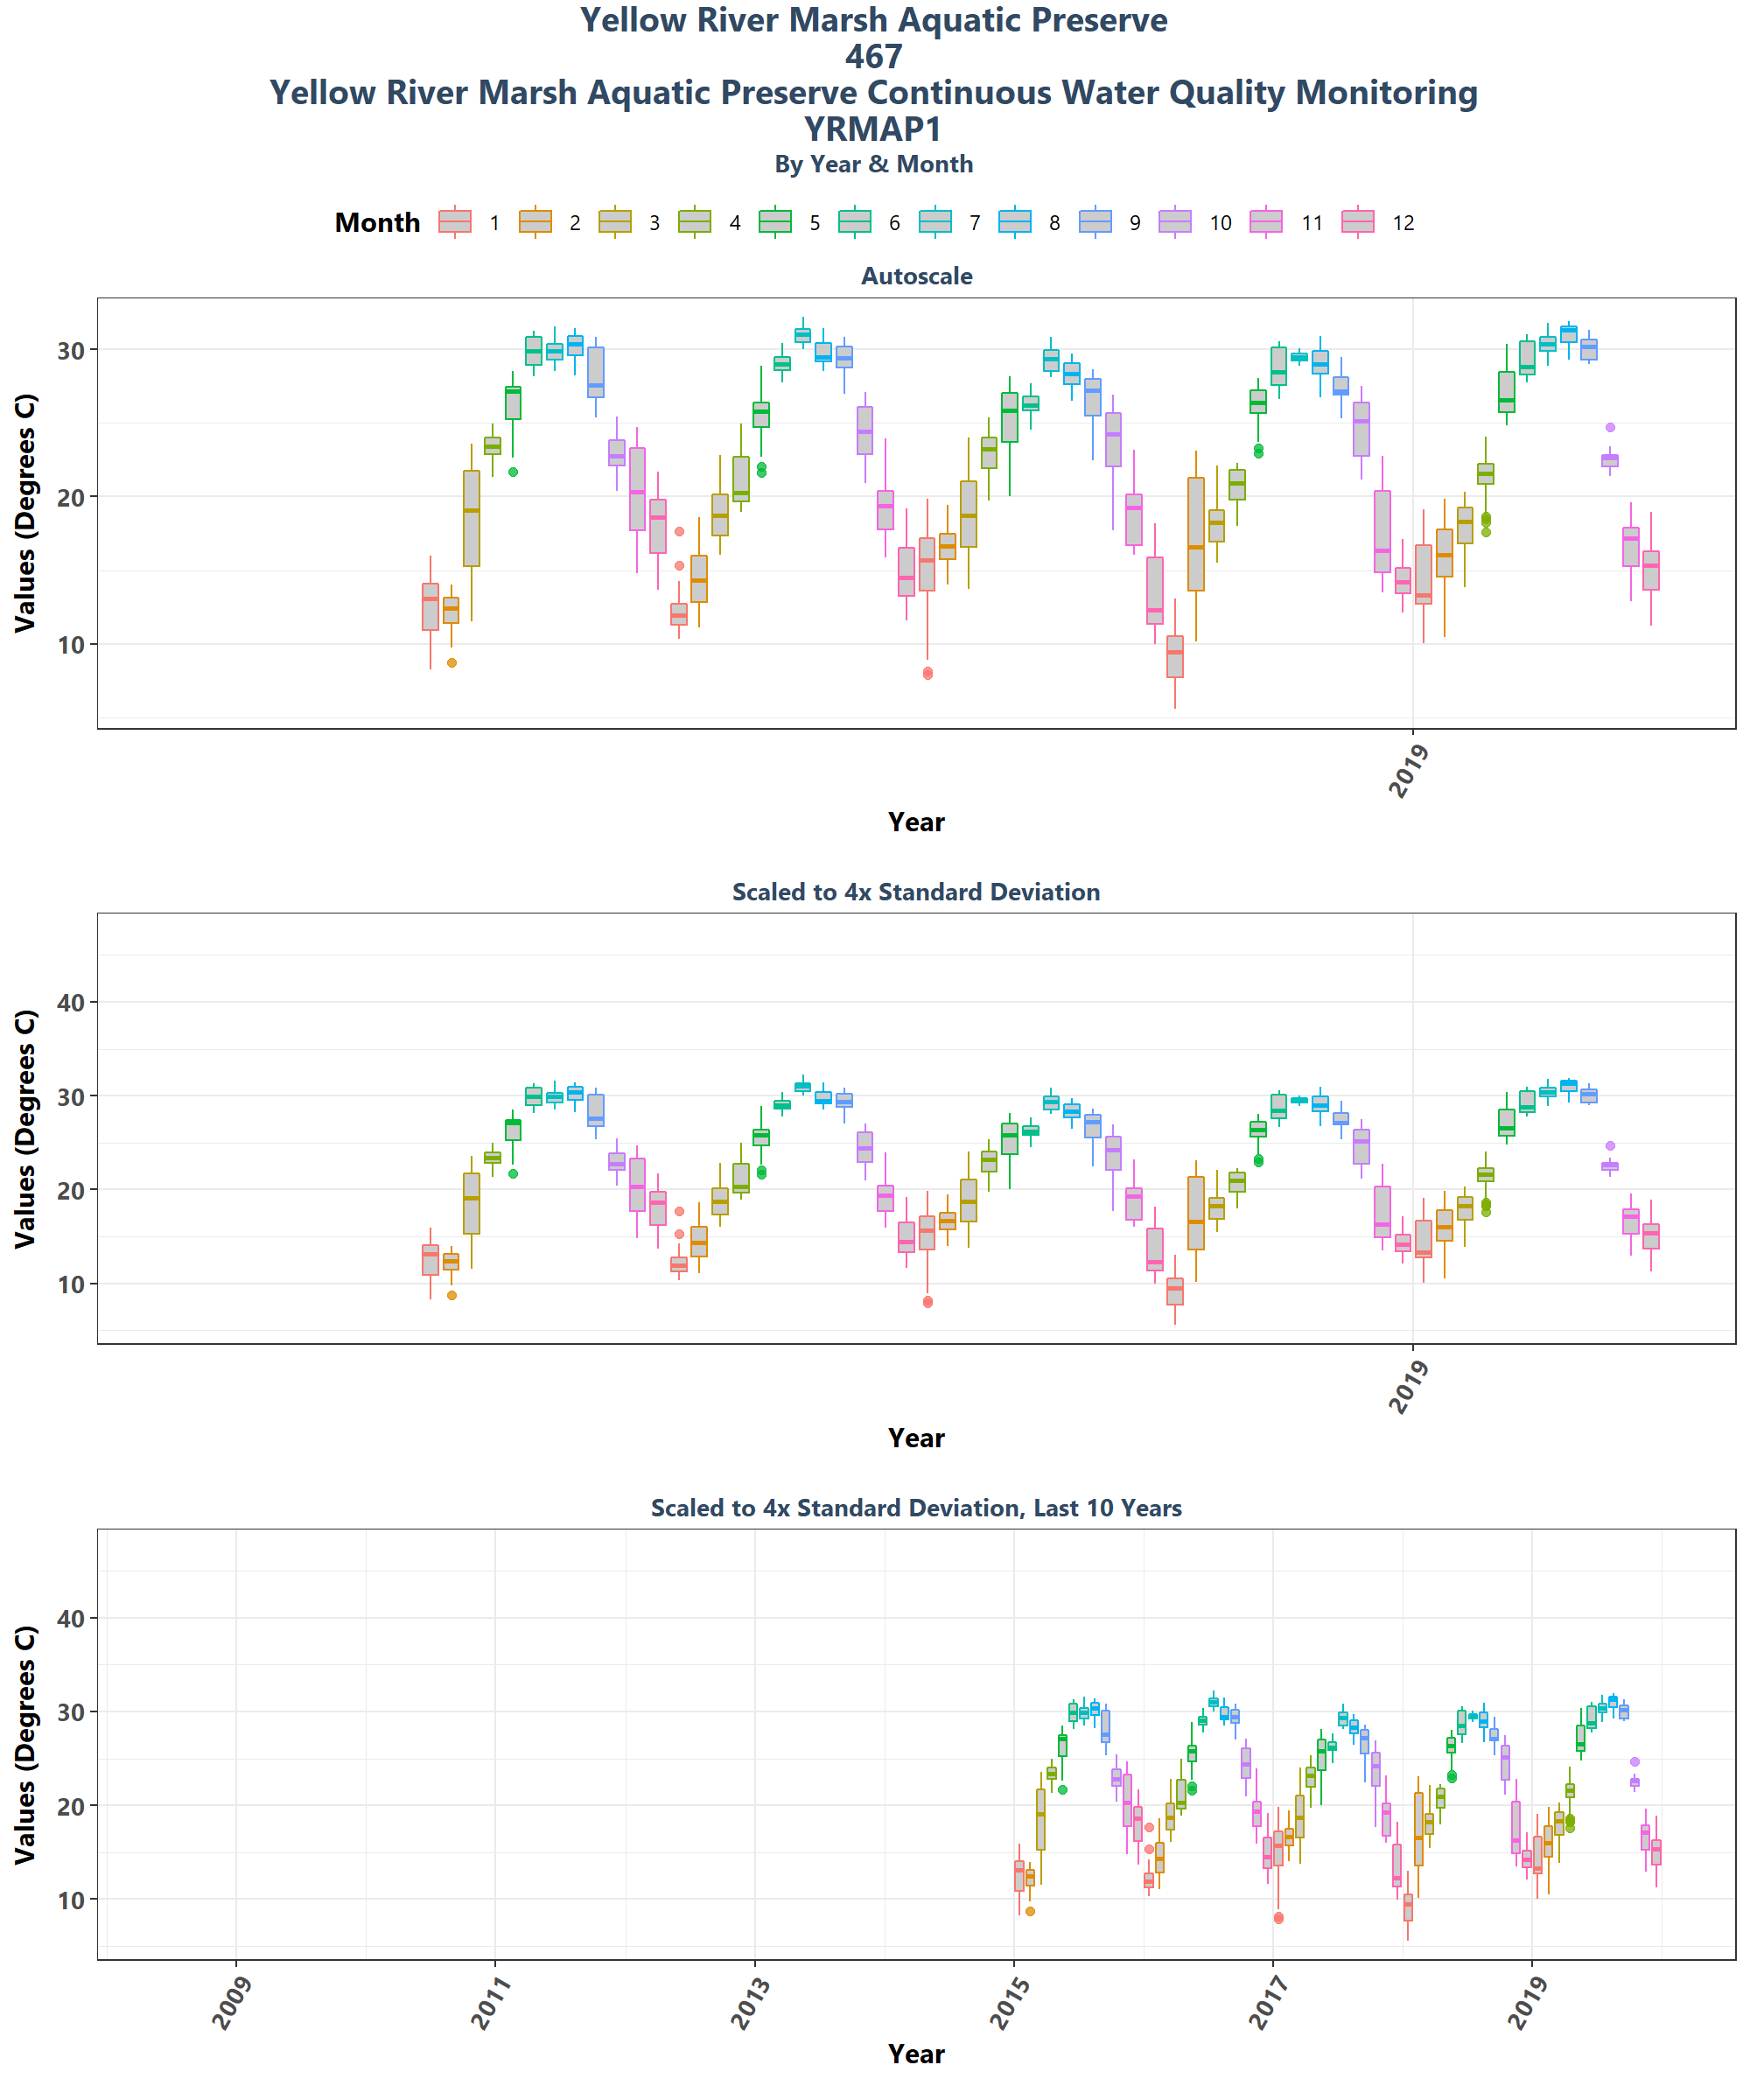 Yellow River Marsh Aquatic Preserve
467
Yellow River Marsh Aquatic Preserve Continuous Water Quality Monitoring
YRMAP1
By Year & Month
Month 1 2 3 4 5 6 7 8 9 10 11 12
Autoscale
Values (Degrees C)
30
20
10
2019
Year
Scaled to 4x Standard Deviation
Values (Degrees C)
40
30
20
10
2019
Year
Scaled to 4x Standard Deviation, Last 10 Years
Values (Degrees C)
40
30
20
10
2009 2011 2013 2015 2017 2019
Year